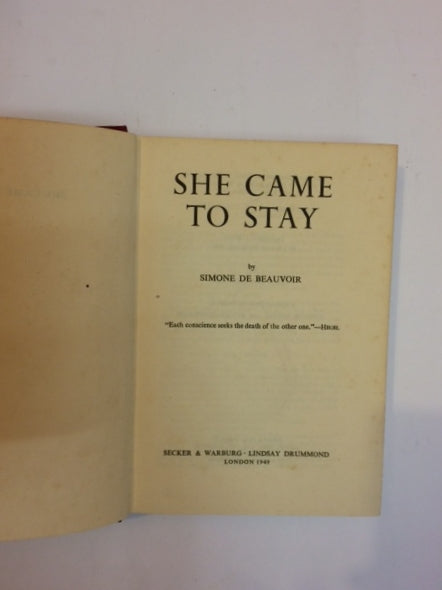 SHE CAME
TO STAY
by
SIMONE DE BEAUVOIR
"Each conscience seeks the death of the other one."—HEGEL
SECKER & WARBURG · LINDSAY DRUMMOND
LONDON 1949